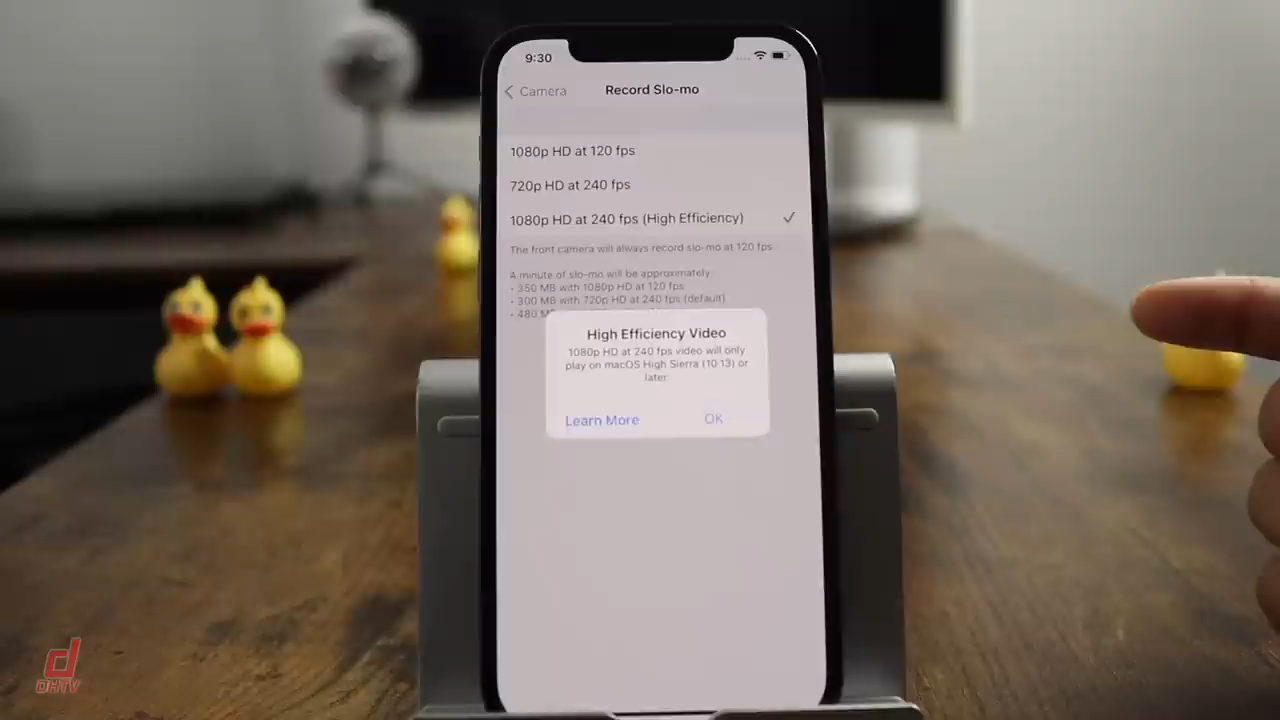 9:30
Camera
Record Slo-mo
1080p HD at 120 fps
720p HD at 240 fps
1080p HD at 240 fps (High Efficiency)
The front camera will always record slo-mo at 120 fps.
A minute of slo-mo will be approximately:
• 350 MB with 1080p HD at 120 fps
• 300 MB with 720p HD at 240 fps (default)
• 480 M
High Efficiency Video
1080p HD at 240 fps video will only
play on macOS High Sierra (10.13) or
later.
Learn More
OK
d
DHTV